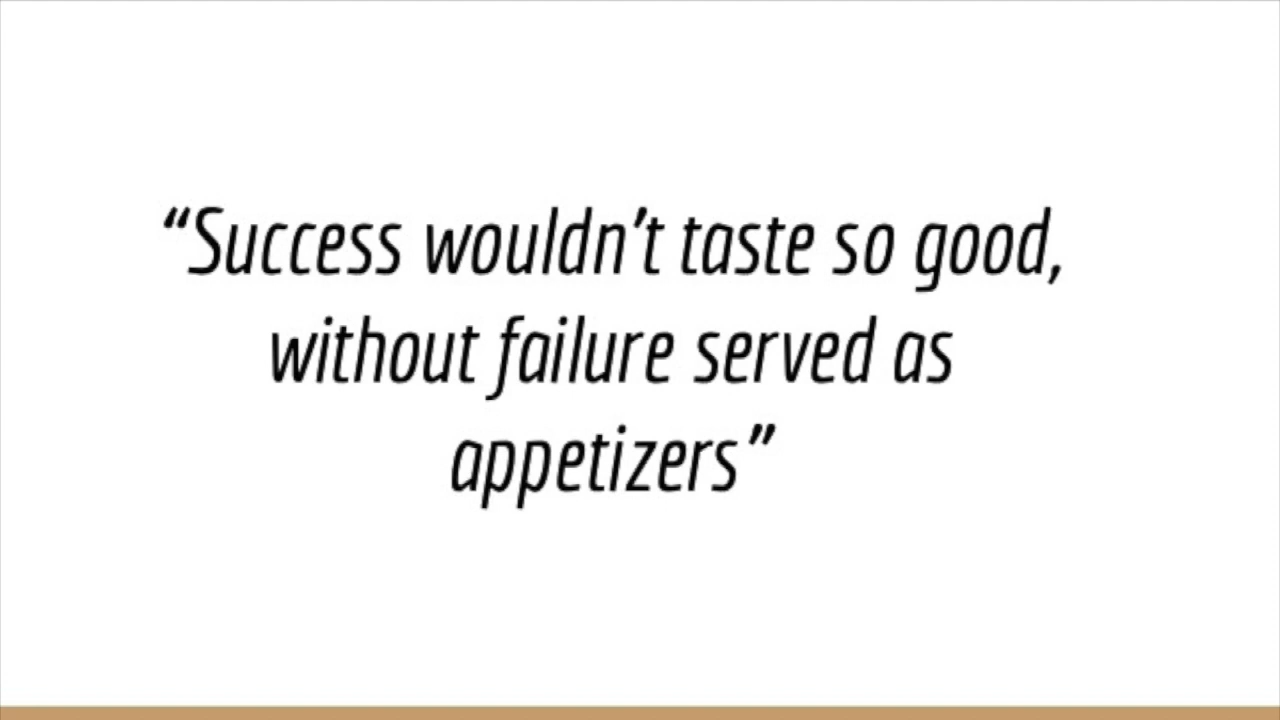 “Success wouldn’t taste so good,
without failure served as
appetizers”